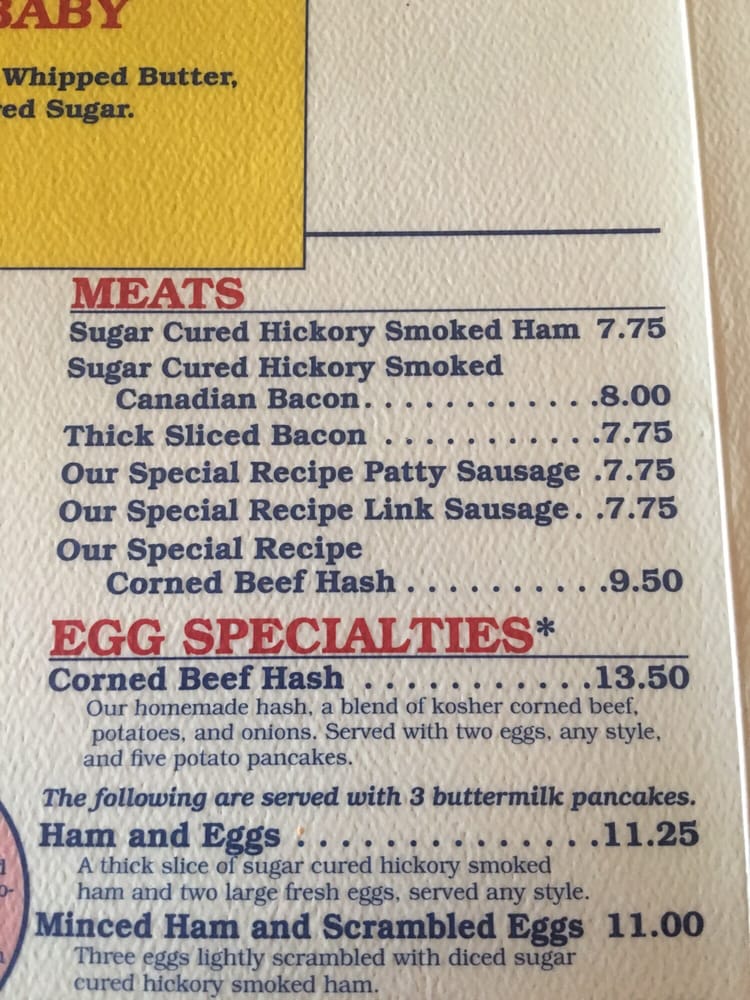 BABY
Whipped Butter,
ed Sugar.
MEATS
Sugar Cured Hickory Smoked Ham 7.75
Sugar Cured Hickory Smoked
Canadian Bacon. . . . . . . . . . . . .8.00
Thick Sliced Bacon . . . . . . . . . . .7.75
Our Special Recipe Patty Sausage .7.75
Our Special Recipe Link Sausage. .7.75
Our Special Recipe
Corned Beef Hash . . . . . . . . . .9.50
EGG SPECIALTIES*
Corned Beef Hash . . . . . . . . . . .13.50
Our homemade hash, a blend of kosher corned beef,
potatoes, and onions. Served with two eggs, any style,
and five potato pancakes.
The following are served with 3 buttermilk pancakes.
Ham and Eggs . . . . . . . . . . . . . .11.25
A thick slice of sugar cured hickory smoked
ham and two large fresh eggs, served any style.
Minced Ham and Scrambled Eggs 11.00
Three eggs lightly scrambled with diced sugar
cured hickory smoked ham.